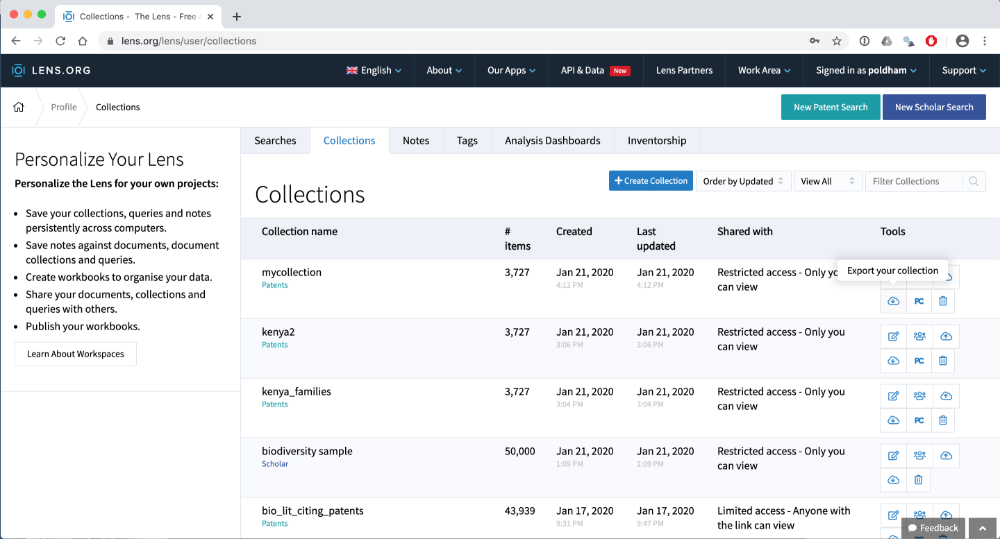 Collections - The Lens - Free
lens.org/lens/user/collections
LENS.ORG
English
About
Our Apps
API & Data New
Lens Partners
Work Area
Signed in as poldham
Support
Profile
Collections
New Patent Search
New Scholar Search
Searches
Collections
Notes
Tags
Analysis Dashboards
Inventorship
Personalize Your Lens
Personalize the Lens for your own projects:
• Save your collections, queries and notes
persistently across computers.
• Save notes against documents, document
collections and queries.
• Create workbooks to organise your data.
• Share your documents, collections and
queries with others.
• Publish your workbooks.
Learn About Workspaces
Collections
+ Create Collection
Order by Updated
View All
Filter Collections
Collection name
#
items
Created
Last
updated
Shared with
Tools
mycollection
Patents
3,727
Jan 21, 2020
4:12 PM
Jan 21, 2020
4:12 PM
Restricted access - Only yo
can view
Export your collection
PC
kenya2
Patents
3,727
Jan 21, 2020
3:06 PM
Jan 21, 2020
3:06 PM
Restricted access - Only you
can view
PC
kenya_families
Patents
3,727
Jan 21, 2020
3:04 PM
Jan 21, 2020
3:04 PM
Restricted access - Only you
can view
PC
biodiversity sample
Scholar
50,000
Jan 21, 2020
1:09 PM
Jan 21, 2020
1:09 PM
Restricted access - Only you
can view
bio_lit_citing_patents
Patents
43,939
Jan 17, 2020
9:31 PM
Jan 17, 2020
9:47 PM
Limited access - Anyone with
the link can view
Feedback